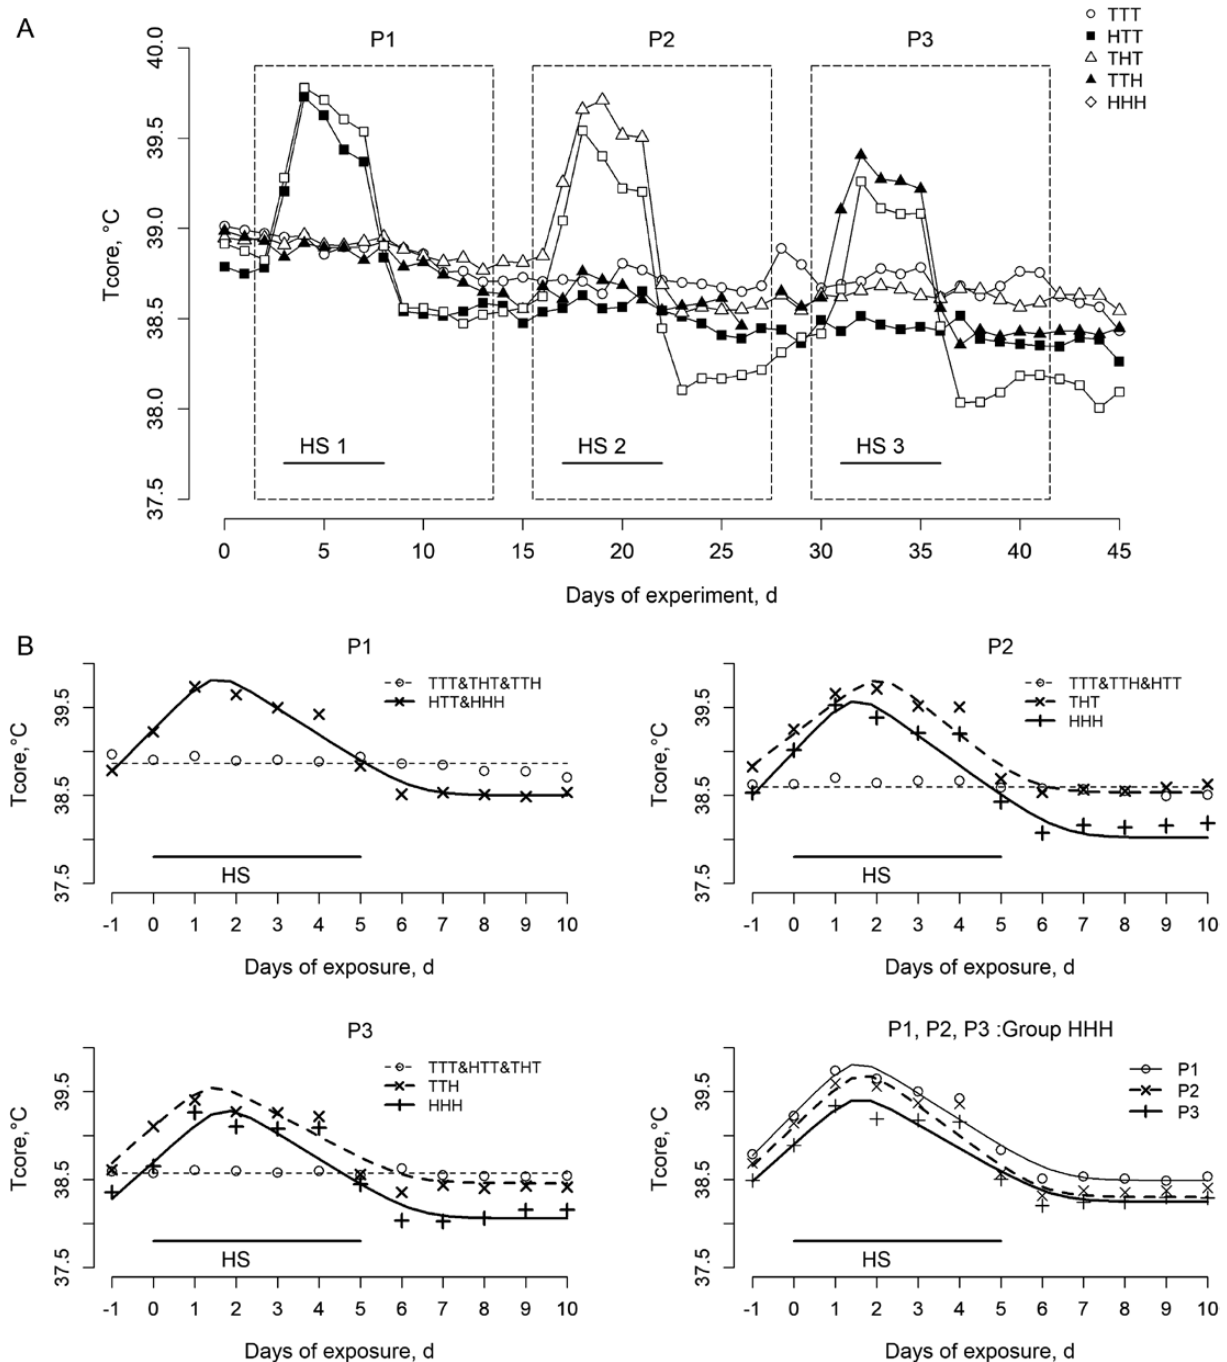 A
P1
P2
P3
TTT
HTT
THT
TTH
HHH
Tcore, °C
40.0
39.5
39.0
38.5
38.0
37.5
HS 1
HS 2
HS 3
0 5 10 15 20 25 30 35 40 45
Days of experiment, d
B
P1
TTT&THT&TTH
HTT&HHH
Tcore,°C
39.5
38.5
37.5
HS
-1 0 1 2 3 4 5 6 7 8 9 10
Days of exposure, d
P2
TTT&TTH&HTT
THT
HHH
Tcore,°C
39.5
38.5
37.5
HS
-1 0 1 2 3 4 5 6 7 8 9 10
Days of exposure, d
P3
TTT&HTT&THT
TTH
HHH
Tcore,°C
39.5
38.5
37.5
HS
-1 0 1 2 3 4 5 6 7 8 9 10
Days of exposure, d
P1, P2, P3 :Group HHH
P1
P2
P3
Tcore,°C
39.5
38.5
37.5
HS
-1 0 1 2 3 4 5 6 7 8 9 10
Days of exposure, d